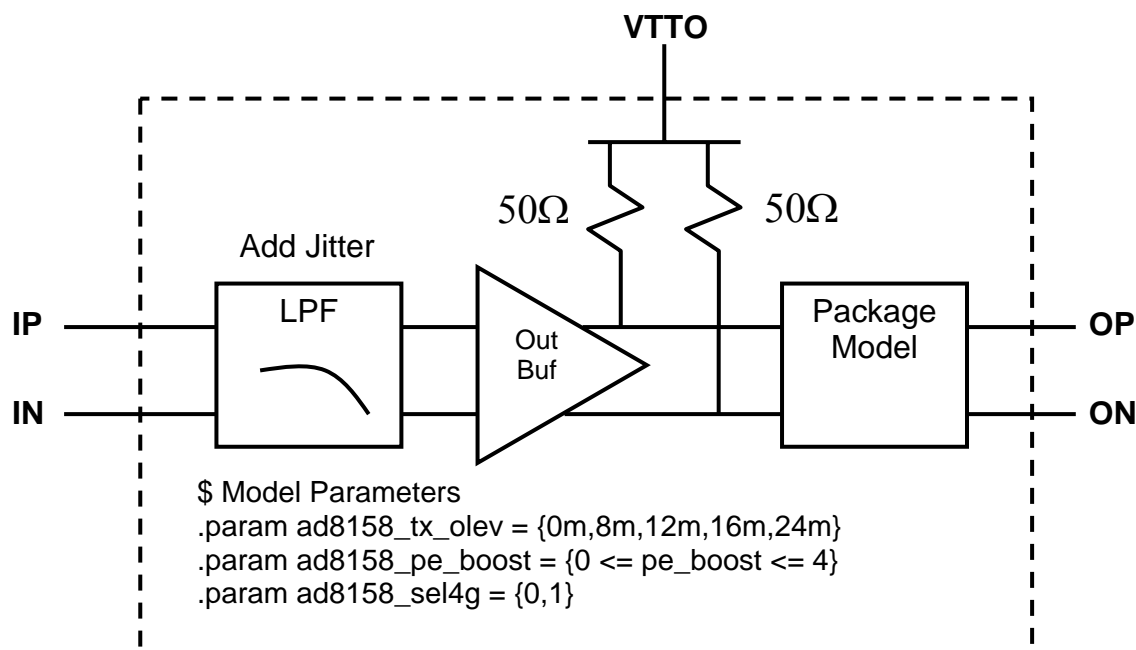 VTTO
50Ω
50Ω
Add Jitter
LPF
IP
IN
Out
Buf
Package
Model
OP
ON
$ Model Parameters
.param ad8158_tx_olev = {0m,8m,12m,16m,24m}
.param ad8158_pe_boost = {0 <= pe_boost <= 4}
.param ad8158_sel4g = {0,1}